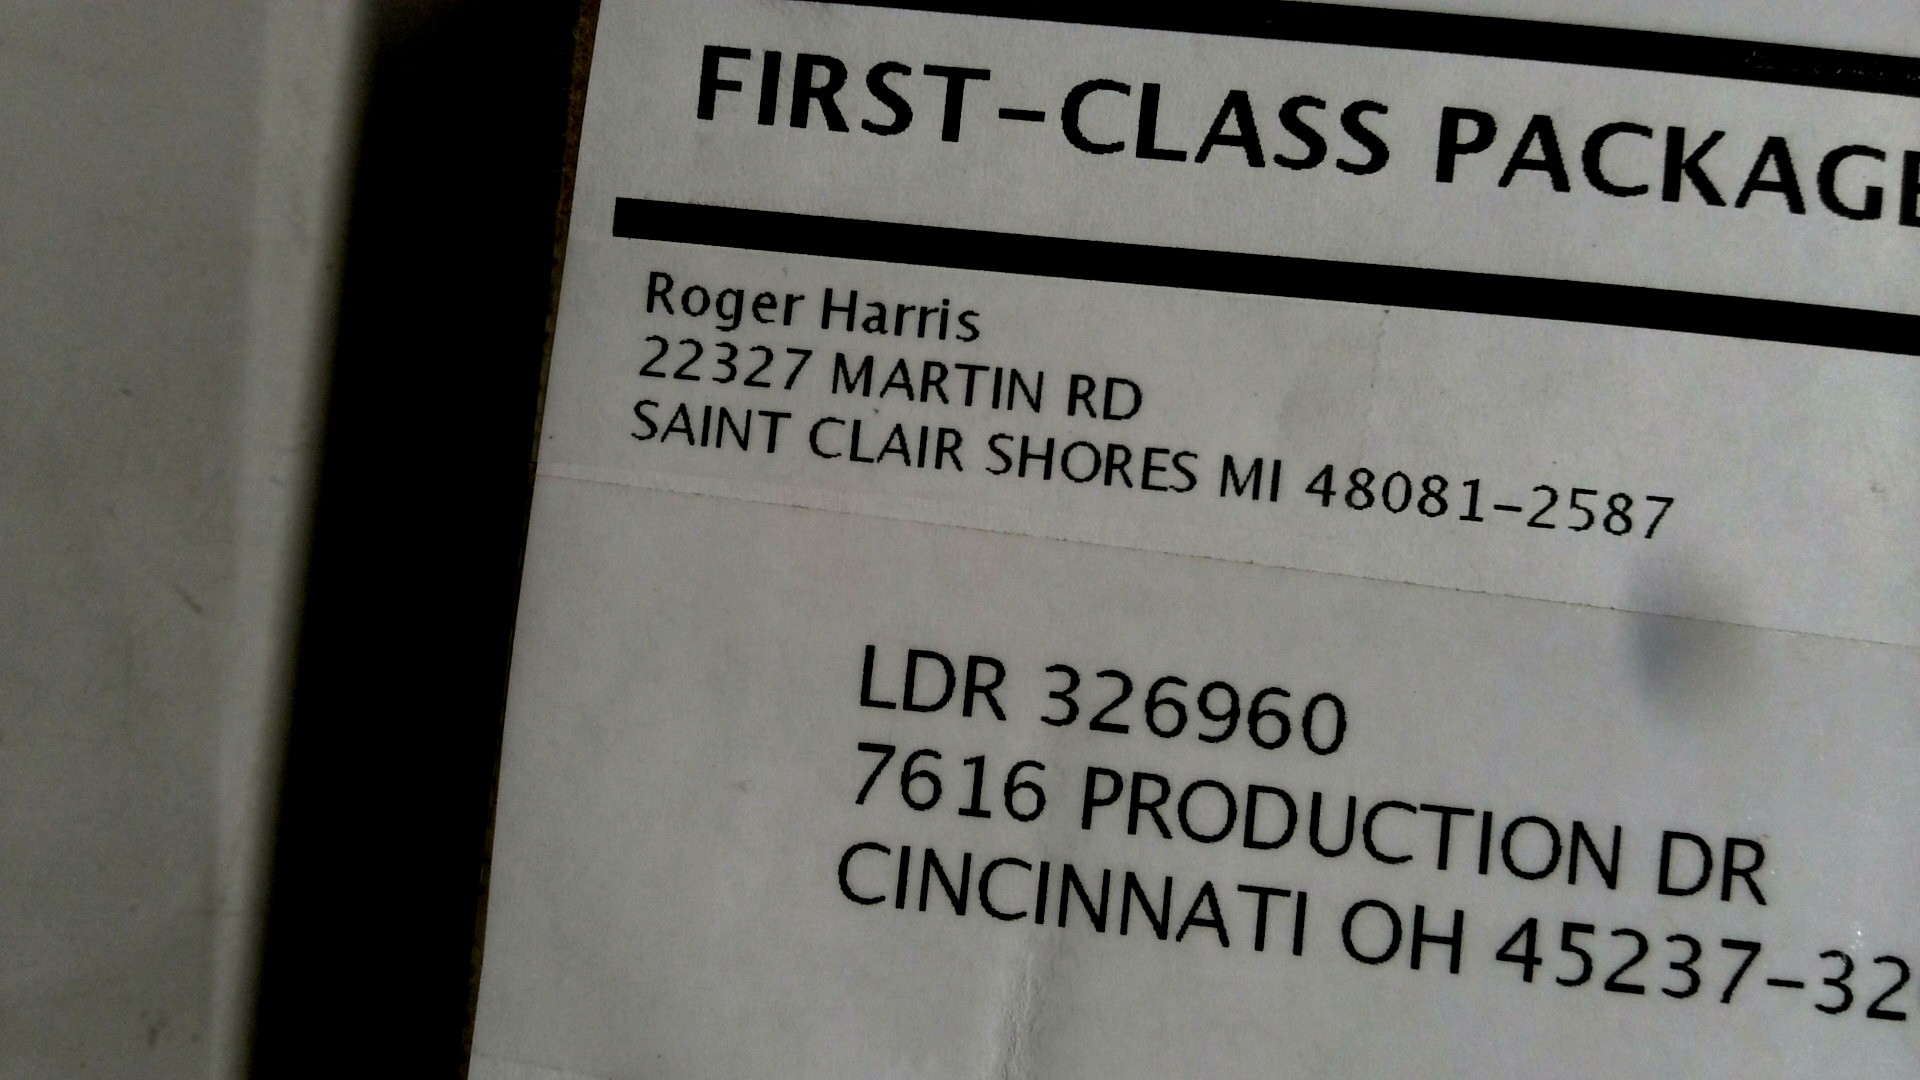 FIRST-CLASS PACKAGE
Roger Harris
22327 MARTIN RD
SAINT CLAIR SHORES MI 48081-2587
LDR 326960
7616 PRODUCTION DR
CINCINNATI OH 45237-32